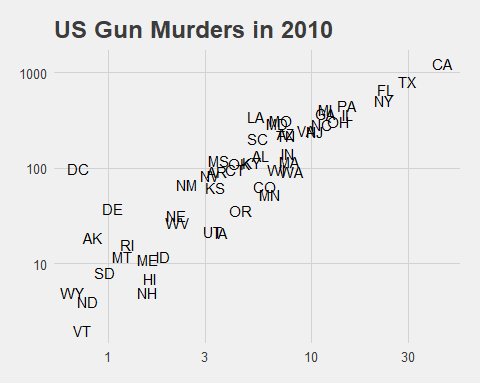 US Gun Murders in 2010
CA
TX
1000
FL
NY
PA
MI
GA
IL
LA
MO
MD
NC
OH
VA
NJ
SC
AL
IN
MS
OK
KY
MA
DC
100
AR
CT
WA
NV
NM
KS
CO
MN
DE
OR
NE
WV
UT
IA
AK
RI
MT
ME
ID
10
SD
HI
WY
NH
ND
VT
1
3
10
30